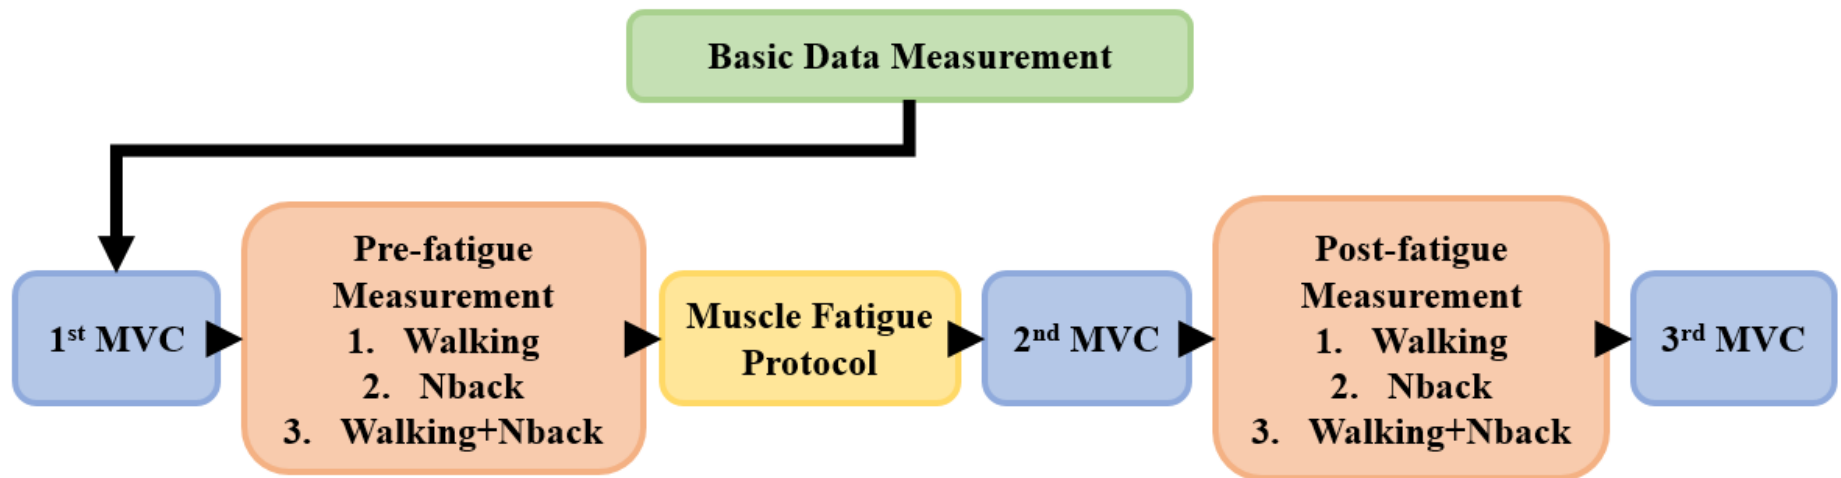 Basic Data Measurement
1st MVC
Pre-fatigue
Measurement
1. Walking
2. Nback
3. Walking+Nback
Muscle Fatigue
Protocol
2nd MVC
Post-fatigue
Measurement
1. Walking
2. Nback
3. Walking+Nback
3rd MVC